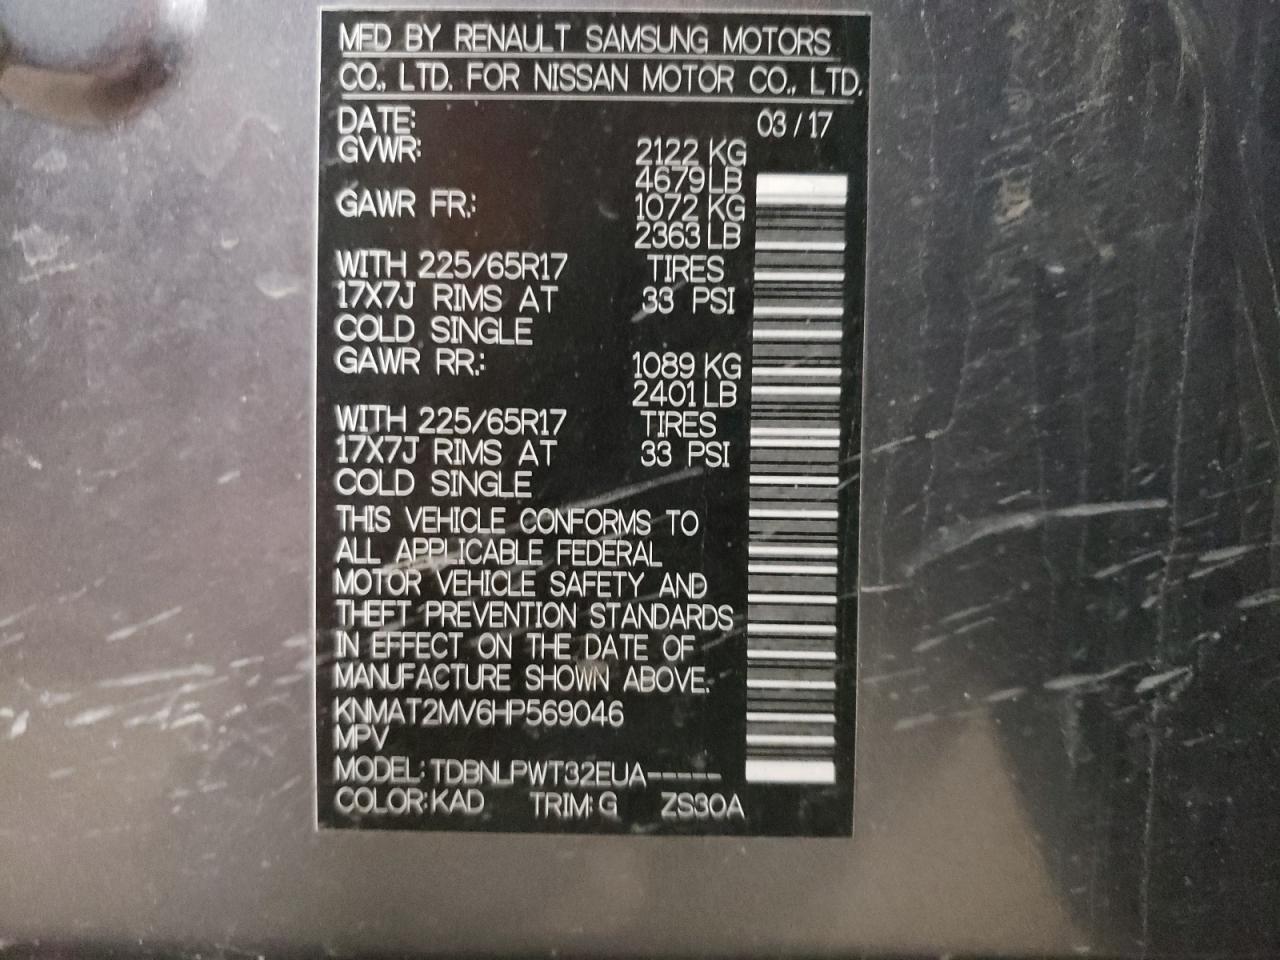 MFD BY RENAULT SAMSUNG MOTORS
CO., LTD. FOR NISSAN MOTOR CO., LTD.
DATE: 03 / 17
GVWR: 2122 KG
4679 LB
GAWR FR.: 1072 KG
2363 LB
WITH 225/65R17 TIRES
17X7J RIMS AT 33 PSI
COLD SINGLE
GAWR RR.: 1089 KG
2401 LB
WITH 225/65R17 TIRES
17X7J RIMS AT 33 PSI
COLD SINGLE
THIS VEHICLE CONFORMS TO
ALL APPLICABLE FEDERAL
MOTOR VEHICLE SAFETY AND
THEFT PREVENTION STANDARDS
IN EFFECT ON THE DATE OF
MANUFACTURE SHOWN ABOVE.
KNMAT2MV6HP569046
MPV
MODEL: TDBNLPWT32EUA-----
COLOR: KAD TRIM: G ZS30A